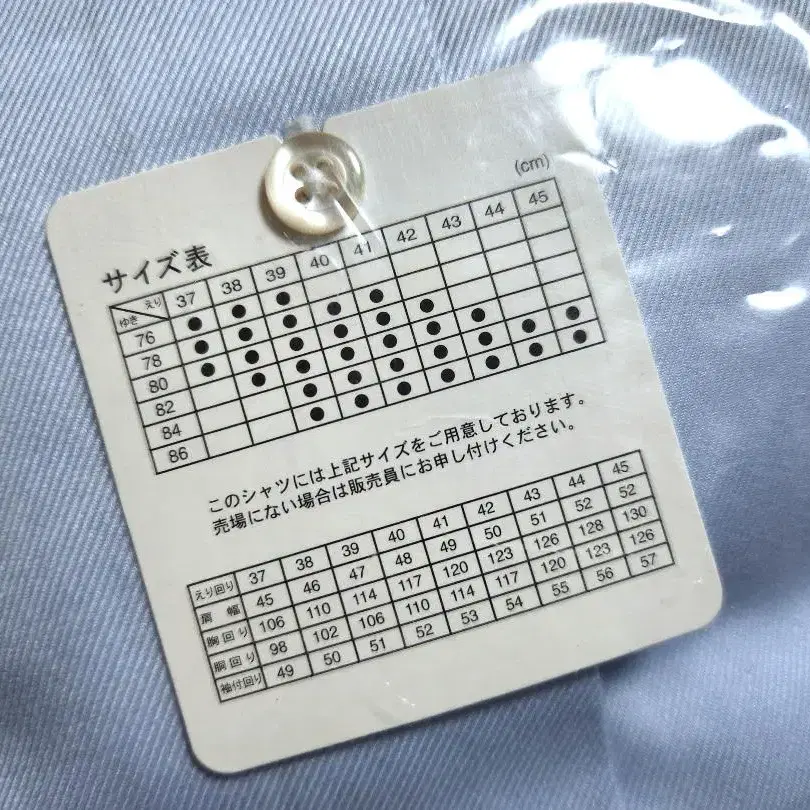 (cm)
サイズ表
えり 37 38 39 40 41 42 43 44 45
ゆき
76 ● ● ●
78 ● ● ● ● ●
80 ● ● ● ● ● ●
82 ● ● ● ● ● ●
84 ● ● ● ● ● ● ●
86 ● ● ● ● ● ● ●
このシャツには上記サイズをご用意しております。
売場にない場合は販売員にお申し付けください。
えり回り 37 38 39 40 41 42 43 44 45
肩幅 45 46 47 48 49 50 51 52 52
胸回り 106 110 114 117 120 123 126 128 130
胴回り 98 102 106 110 114 117 120 123 126
袖付回り 49 50 51 52 53 54 55 56 57